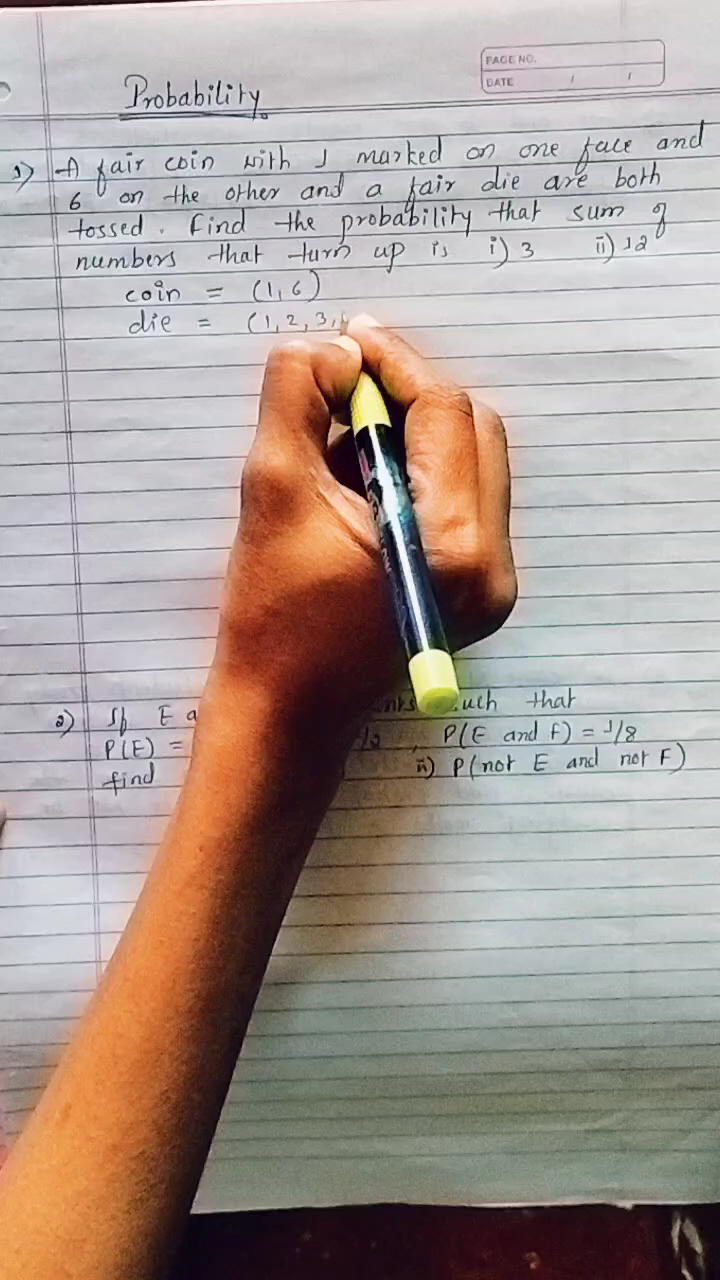 PAGE NO.
DATE / /
Probability
1) A fair coin with 1 marked on one face and
6 on the other and a fair die are both
tossed. Find the probability that sum of
numbers that turn up is i) 3 ii) 12
coin = (1, 6)
die = (1, 2, 3,
2) If E a uch that
P(E) = /2 , P(E and F) = 1/8
find ii) P(not E and not F)